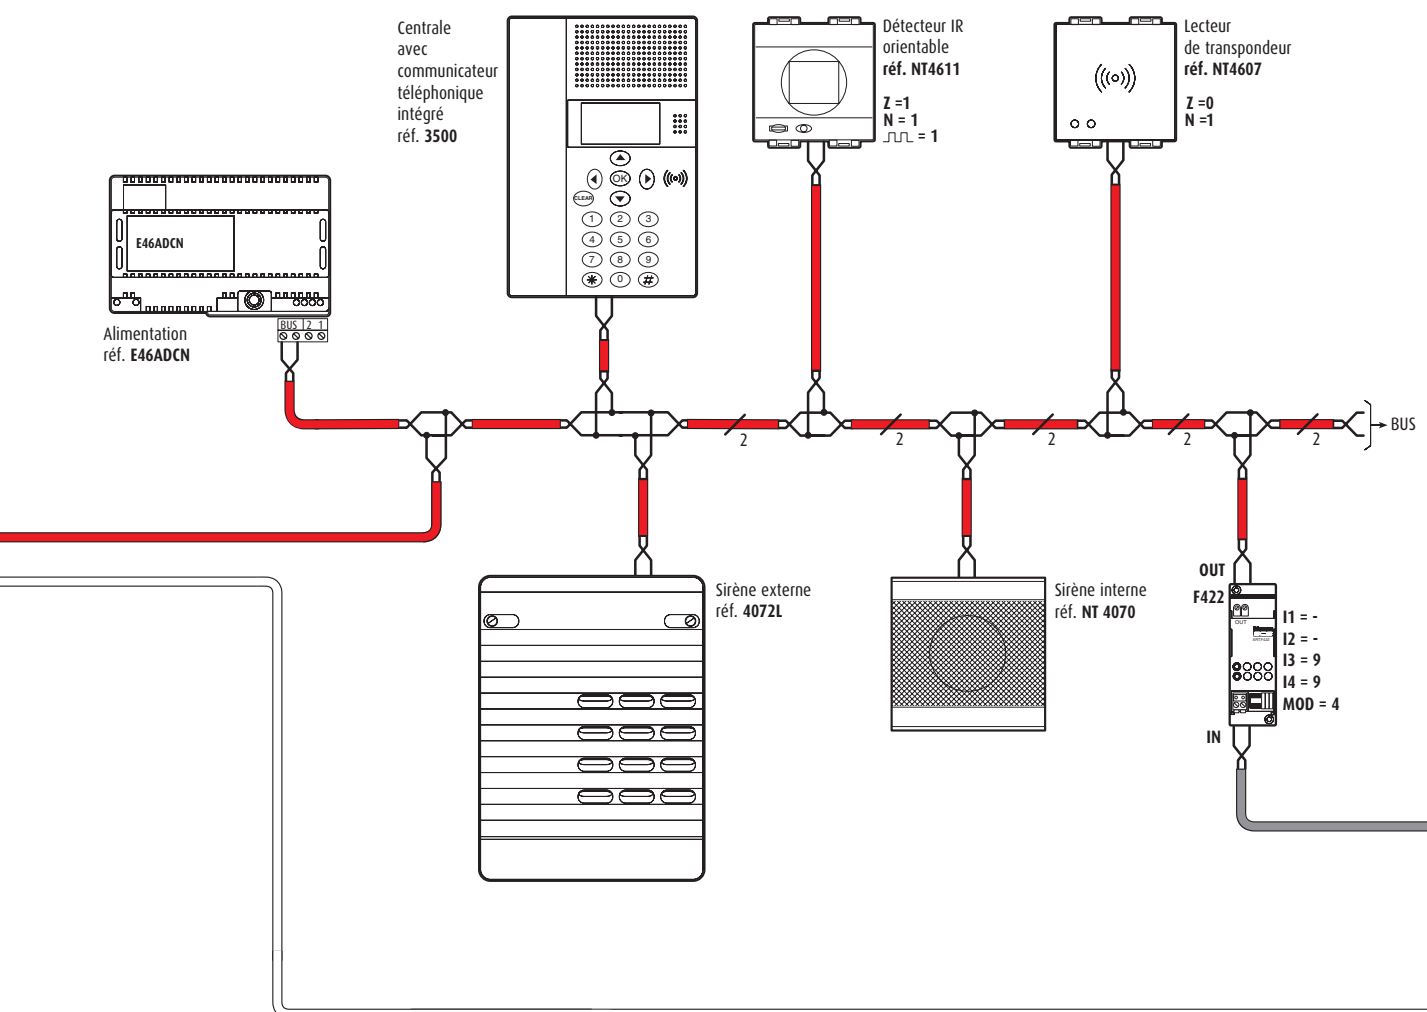 Centrale
avec
communicateur
téléphonique
intégré
réf. 3500
OK
CLEAR
1 2 3
4 5 6
7 8 9
* 0 #
Détecteur IR
orientable
réf. NT4611
Z =1
N = 1
= 1
Lecteur
de transpondeur
réf. NT4607
Z =0
N =1
E46ADCN
BUS 2 1
Alimentation
réf. E46ADCN
2
2
2
2
2
BUS
Sirène externe
réf. 4072L
Sirène interne
réf. NT 4070
OUT
F422
OUT
I1 = -
I2 = -
I3 = 9
I4 = 9
MOD = 4
IN